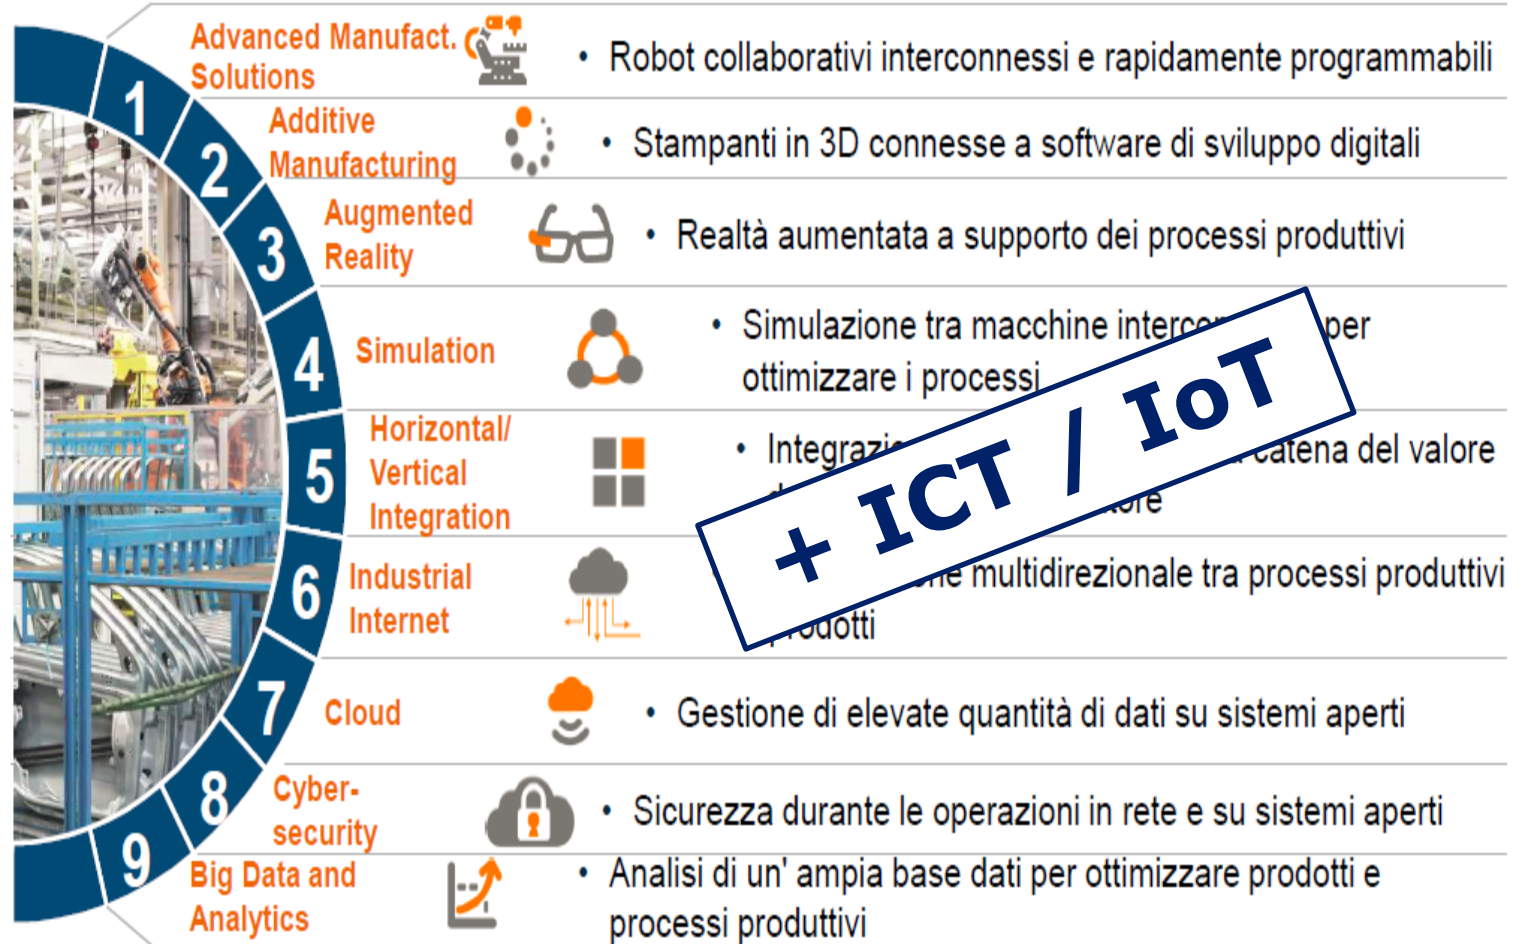 Advanced Manufact.
Solutions
1
• Robot collaborativi interconnessi e rapidamente programmabili
Additive
Manufacturing
2
• Stampanti in 3D connesse a software di sviluppo digitali
Augmented
Reality
3
• Realtà aumentata a supporto dei processi produttivi
Simulation
4
• Simulazione tra macchine per
ottimizzare i processi
Horizontal/
Vertical
Integration
5
• catena del valore
+ ICT / IoT
Industrial
Internet
6
multidirezionale tra processi produttivi
Cloud
7
• Gestione di elevate quantità di dati su sistemi aperti
Cyber-
security
8
• Sicurezza durante le operazioni in rete e su sistemi aperti
Big Data and
Analytics
9
• Analisi di un' ampia base dati per ottimizzare prodotti e
processi produttivi